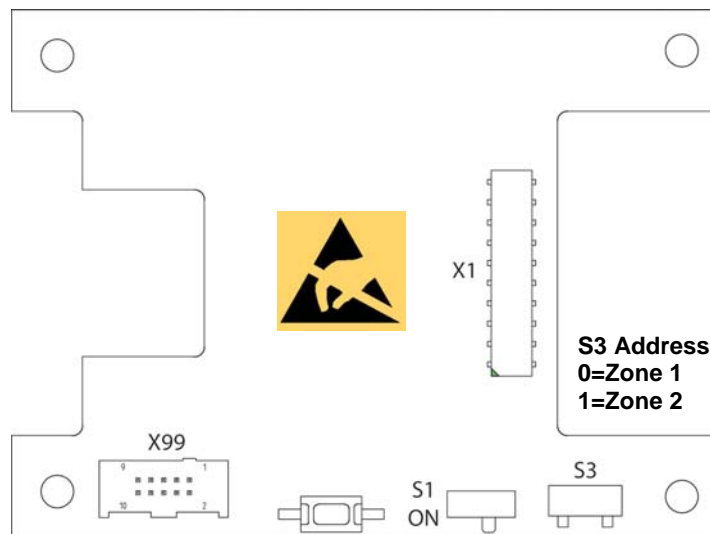 X1
S3 Address
0=Zone 1
1=Zone 2
X99
9 1
10 2
S1
ON
S3